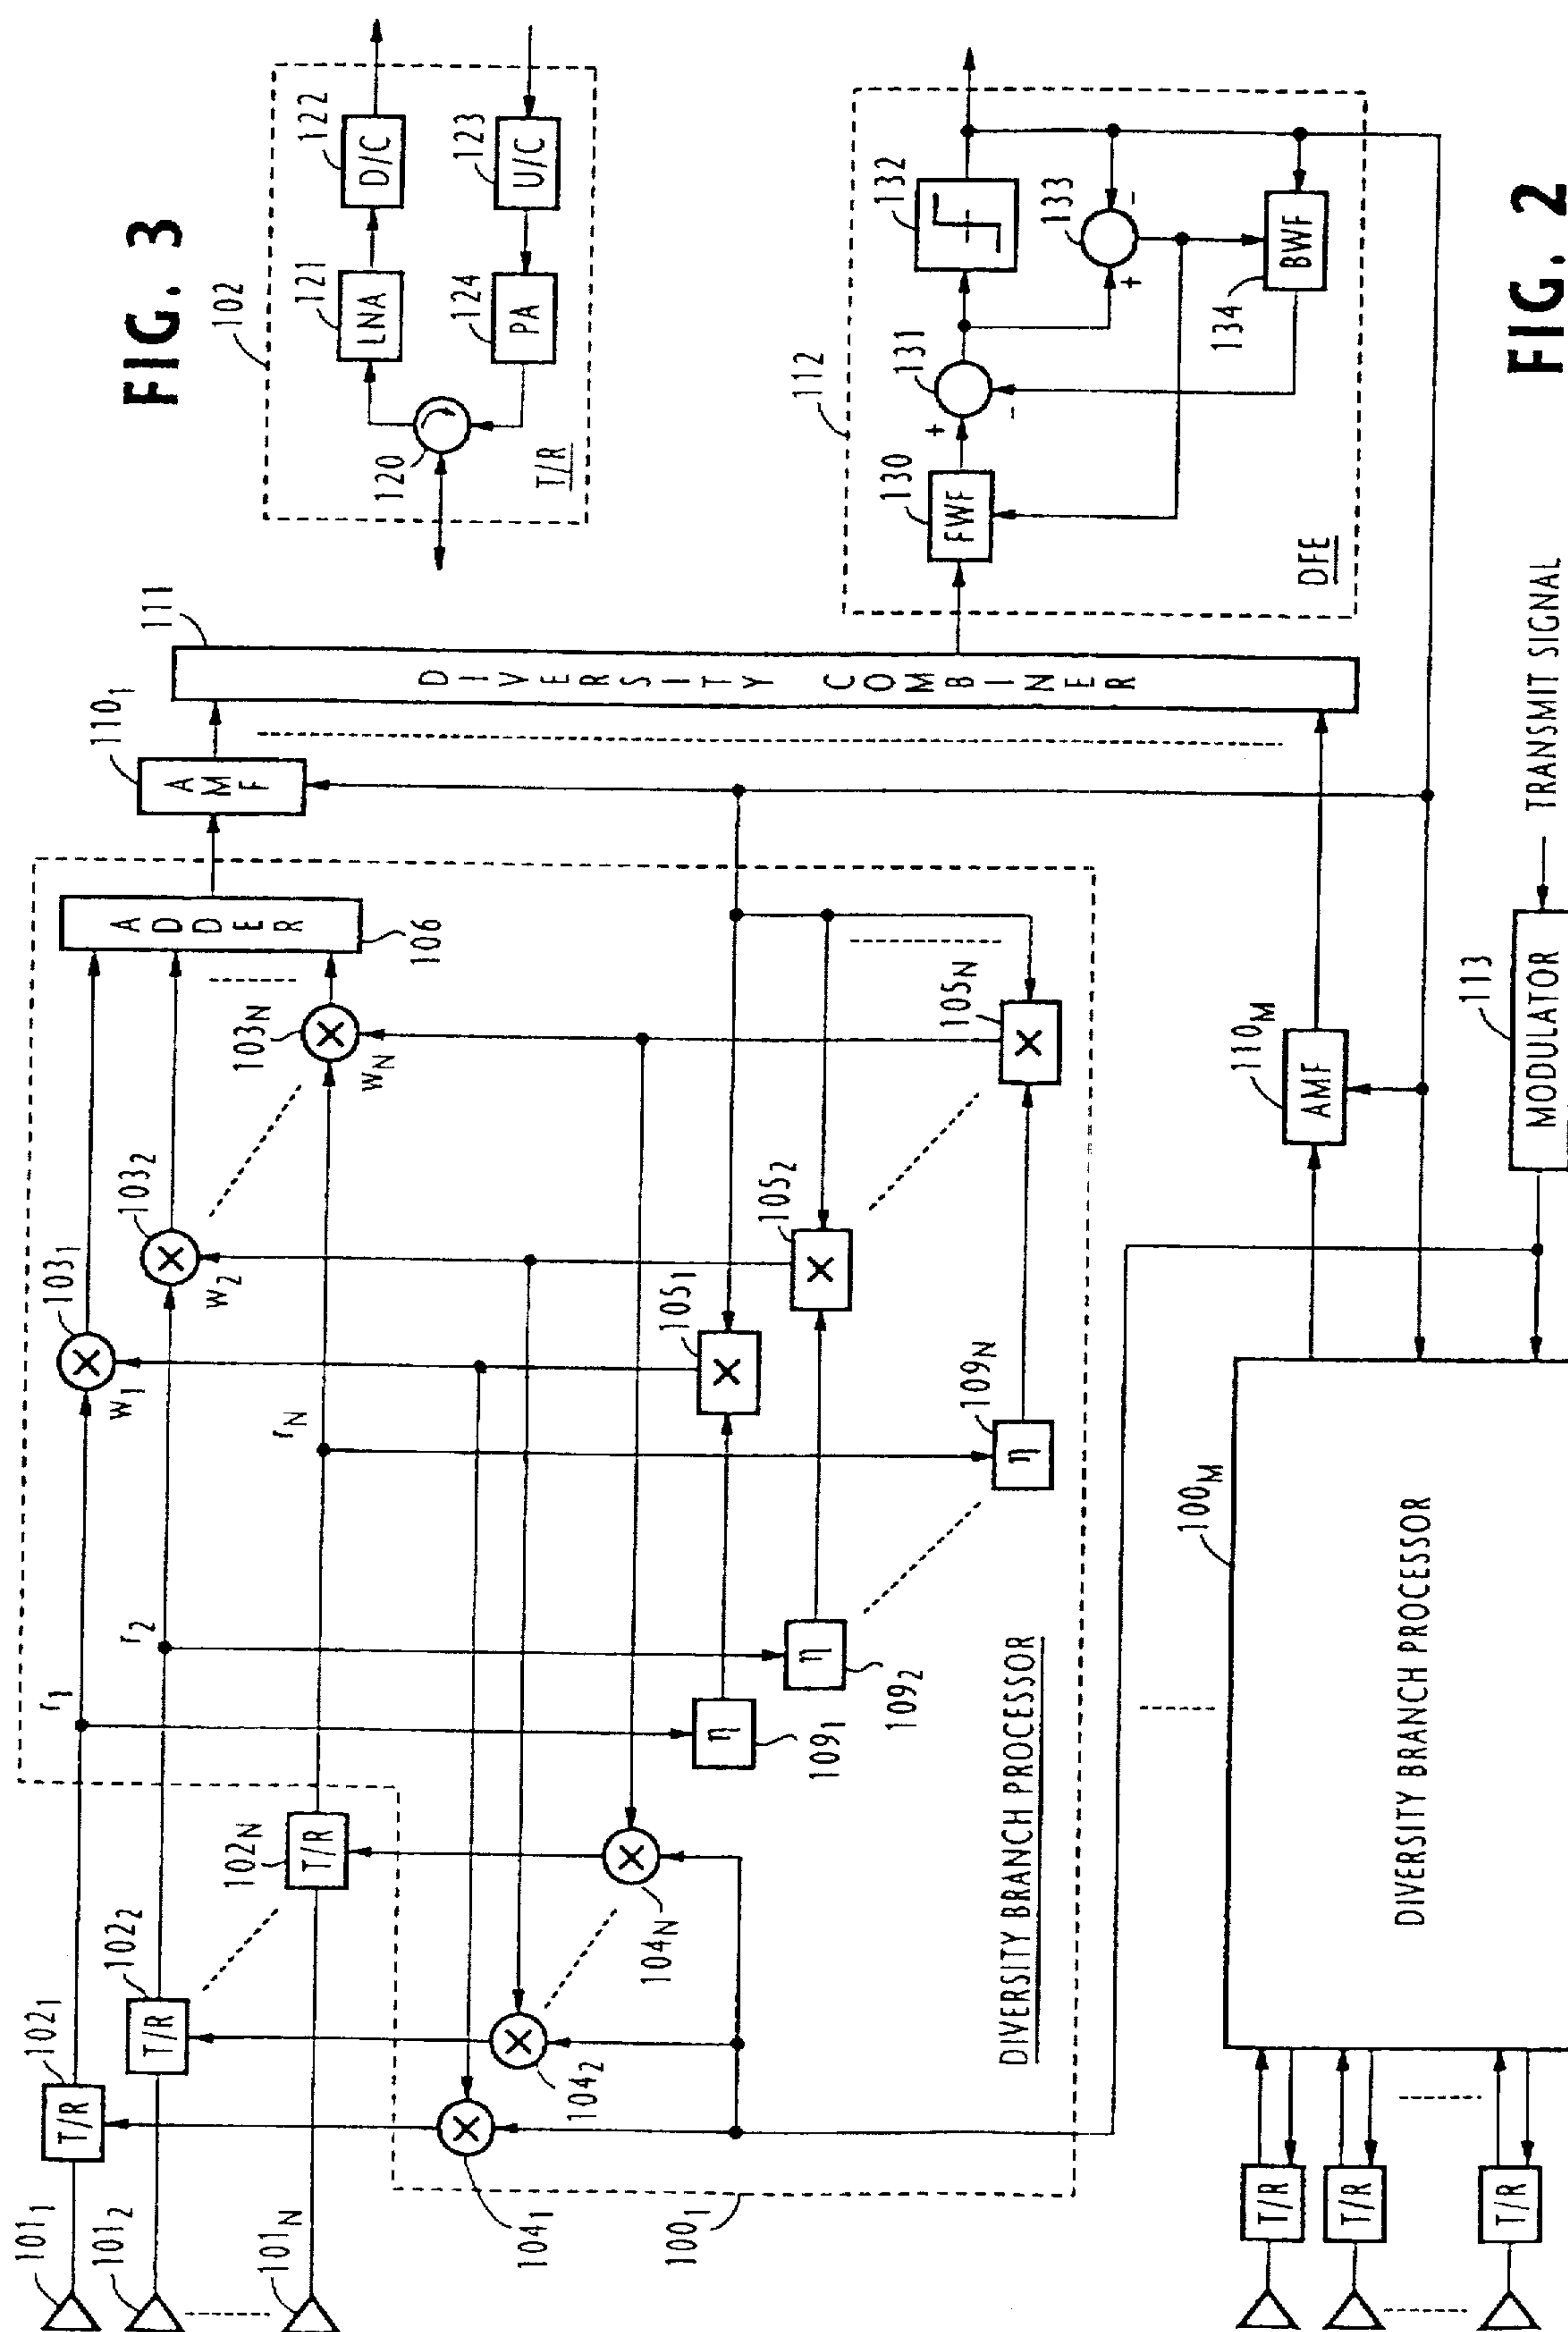 FIG. 3
102
120
121
LNA
122
D/C
123
U/C
124
PA
T/R
FIG. 2
101₁
101₂
101N
102₁
T/R
102₂
T/R
102N
T/R
r₁
r₂
rN
103₁
w₁
103₂
w₂
103N
wN
ADDER
106
104₁
104₂
104N
105₁
105₂
105N
η
109₁
η
109₂
η
109N
100₁
DIVERSITY BRANCH PROCESSOR
110₁
AMF
111
DIVERSITY COMBINER
112
130
FWF
+
-
131
132
133
+
-
134
BWF
DFE
T/R
T/R
T/R
100M
DIVERSITY BRANCH PROCESSOR
110M
AMF
113
MODULATOR
TRANSMIT SIGNAL